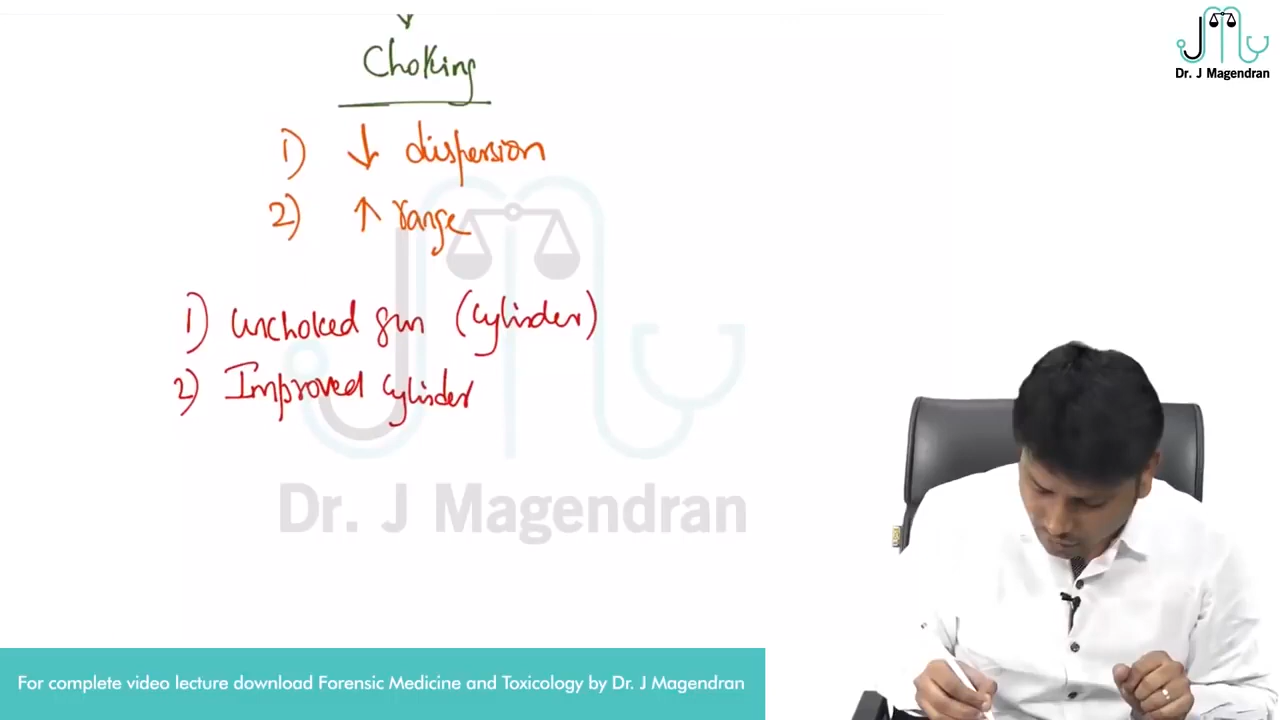 Dr. J Magendran
Choking
1) ↓ dispersion
2) ↑ range
1) unchoked gun (cylinder)
2) Improved cylinder
Dr. J Magendran
For complete video lecture download Forensic Medicine and Toxicology by Dr. J Magendran